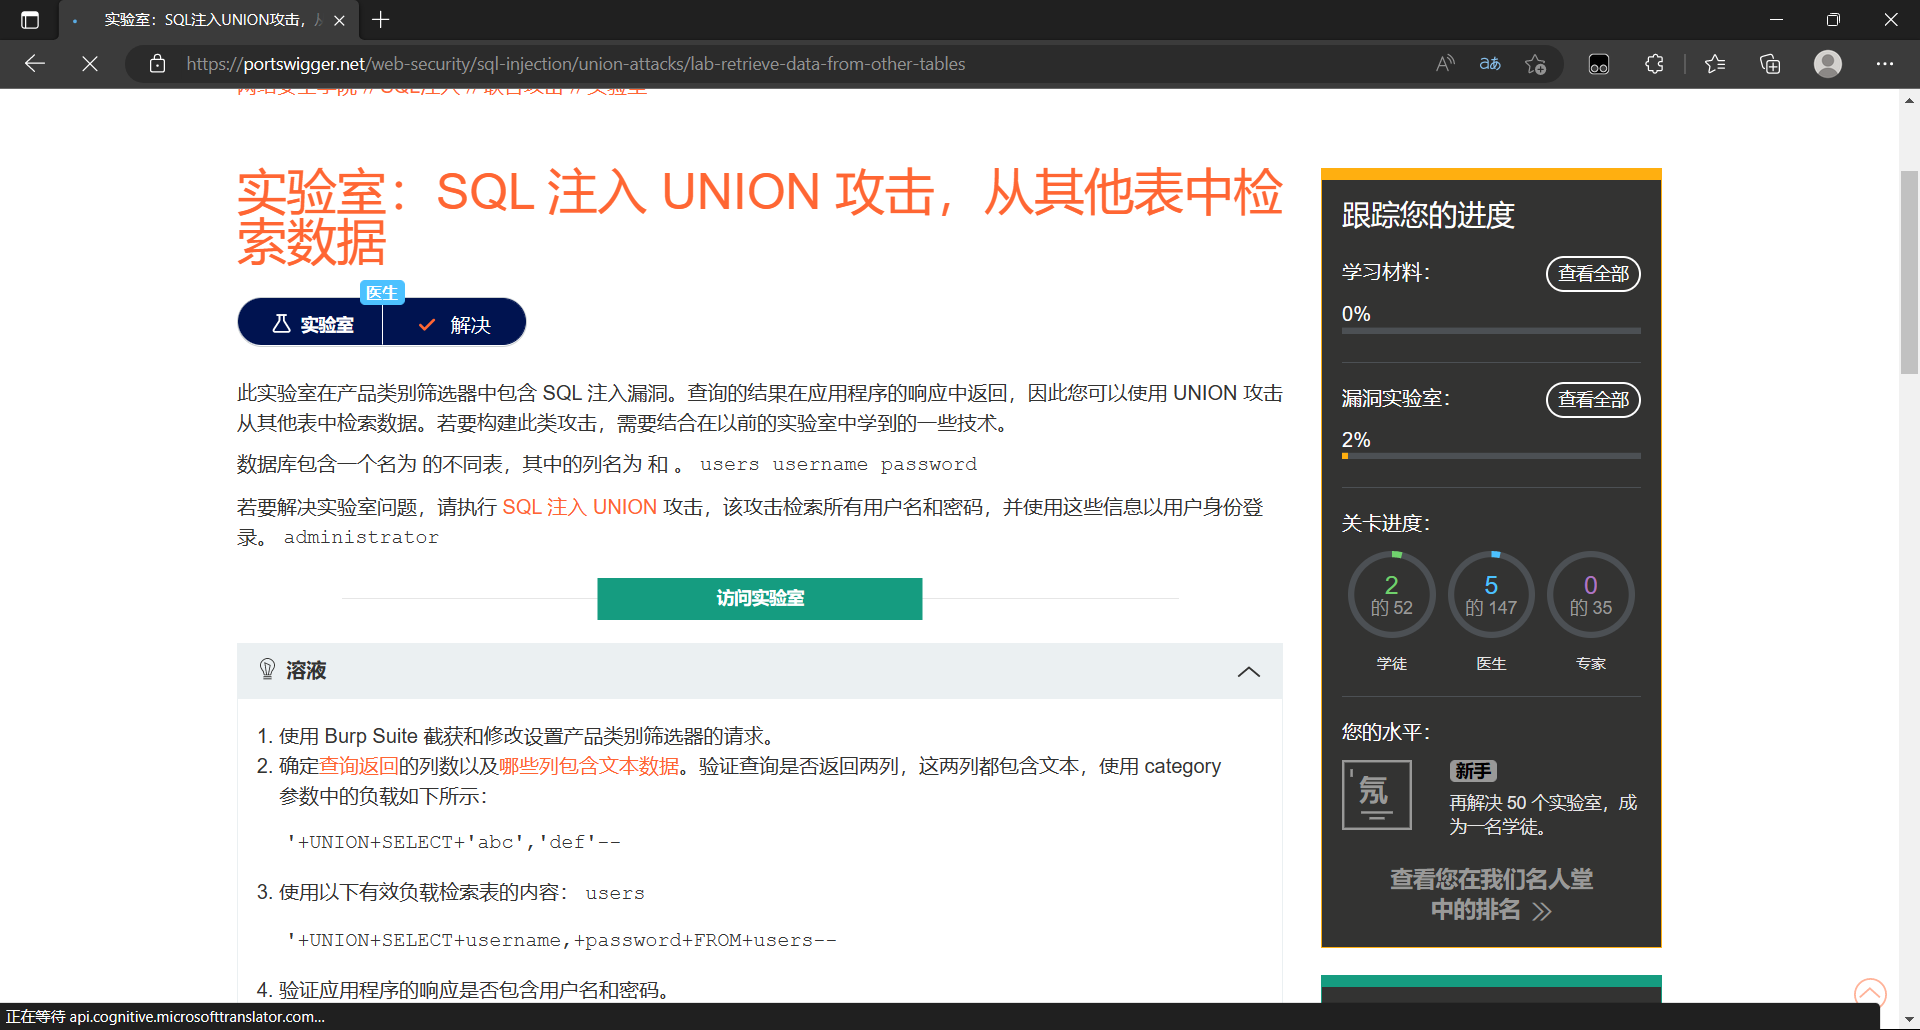 实验室：SQL注入UNION攻击，从
https://portswigger.net/web-security/sql-injection/union-attacks/lab-retrieve-data-from-other-tables
网络安全学院 // SQL注入 // 联合攻击 // 实验室
实验室：SQL 注入 UNION 攻击，从其他表中检
索数据
医生
实验室
解决
此实验室在产品类别筛选器中包含 SQL 注入漏洞。查询的结果在应用程序的响应中返回，因此您可以使用 UNION 攻击
从其他表中检索数据。若要构建此类攻击，需要结合在以前的实验室中学到的一些技术。
数据库包含一个名为 的不同表，其中的列名为 和 。 users username password
若要解决实验室问题，请执行 SQL 注入 UNION 攻击，该攻击检索所有用户名和密码，并使用这些信息以用户身份登
录。 administrator
访问实验室
溶液
1. 使用 Burp Suite 截获和修改设置产品类别筛选器的请求。
2. 确定查询返回的列数以及哪些列包含文本数据。验证查询是否返回两列，这两列都包含文本，使用 category
参数中的负载如下所示：
'+UNION+SELECT+'abc','def'--
3. 使用以下有效负载检索表的内容： users
'+UNION+SELECT+username,+password+FROM+users--
4. 验证应用程序的响应是否包含用户名和密码。
跟踪您的进度
学习材料：
查看全部
0%
漏洞实验室：
查看全部
2%
关卡进度：
2
的 52
5
的 147
0
的 35
学徒
医生
专家
您的水平：
氖
新手
再解决 50 个实验室，成
为一名学徒。
查看您在我们名人堂
中的排名
正在等待 api.cognitive.microsofttranslator.com...